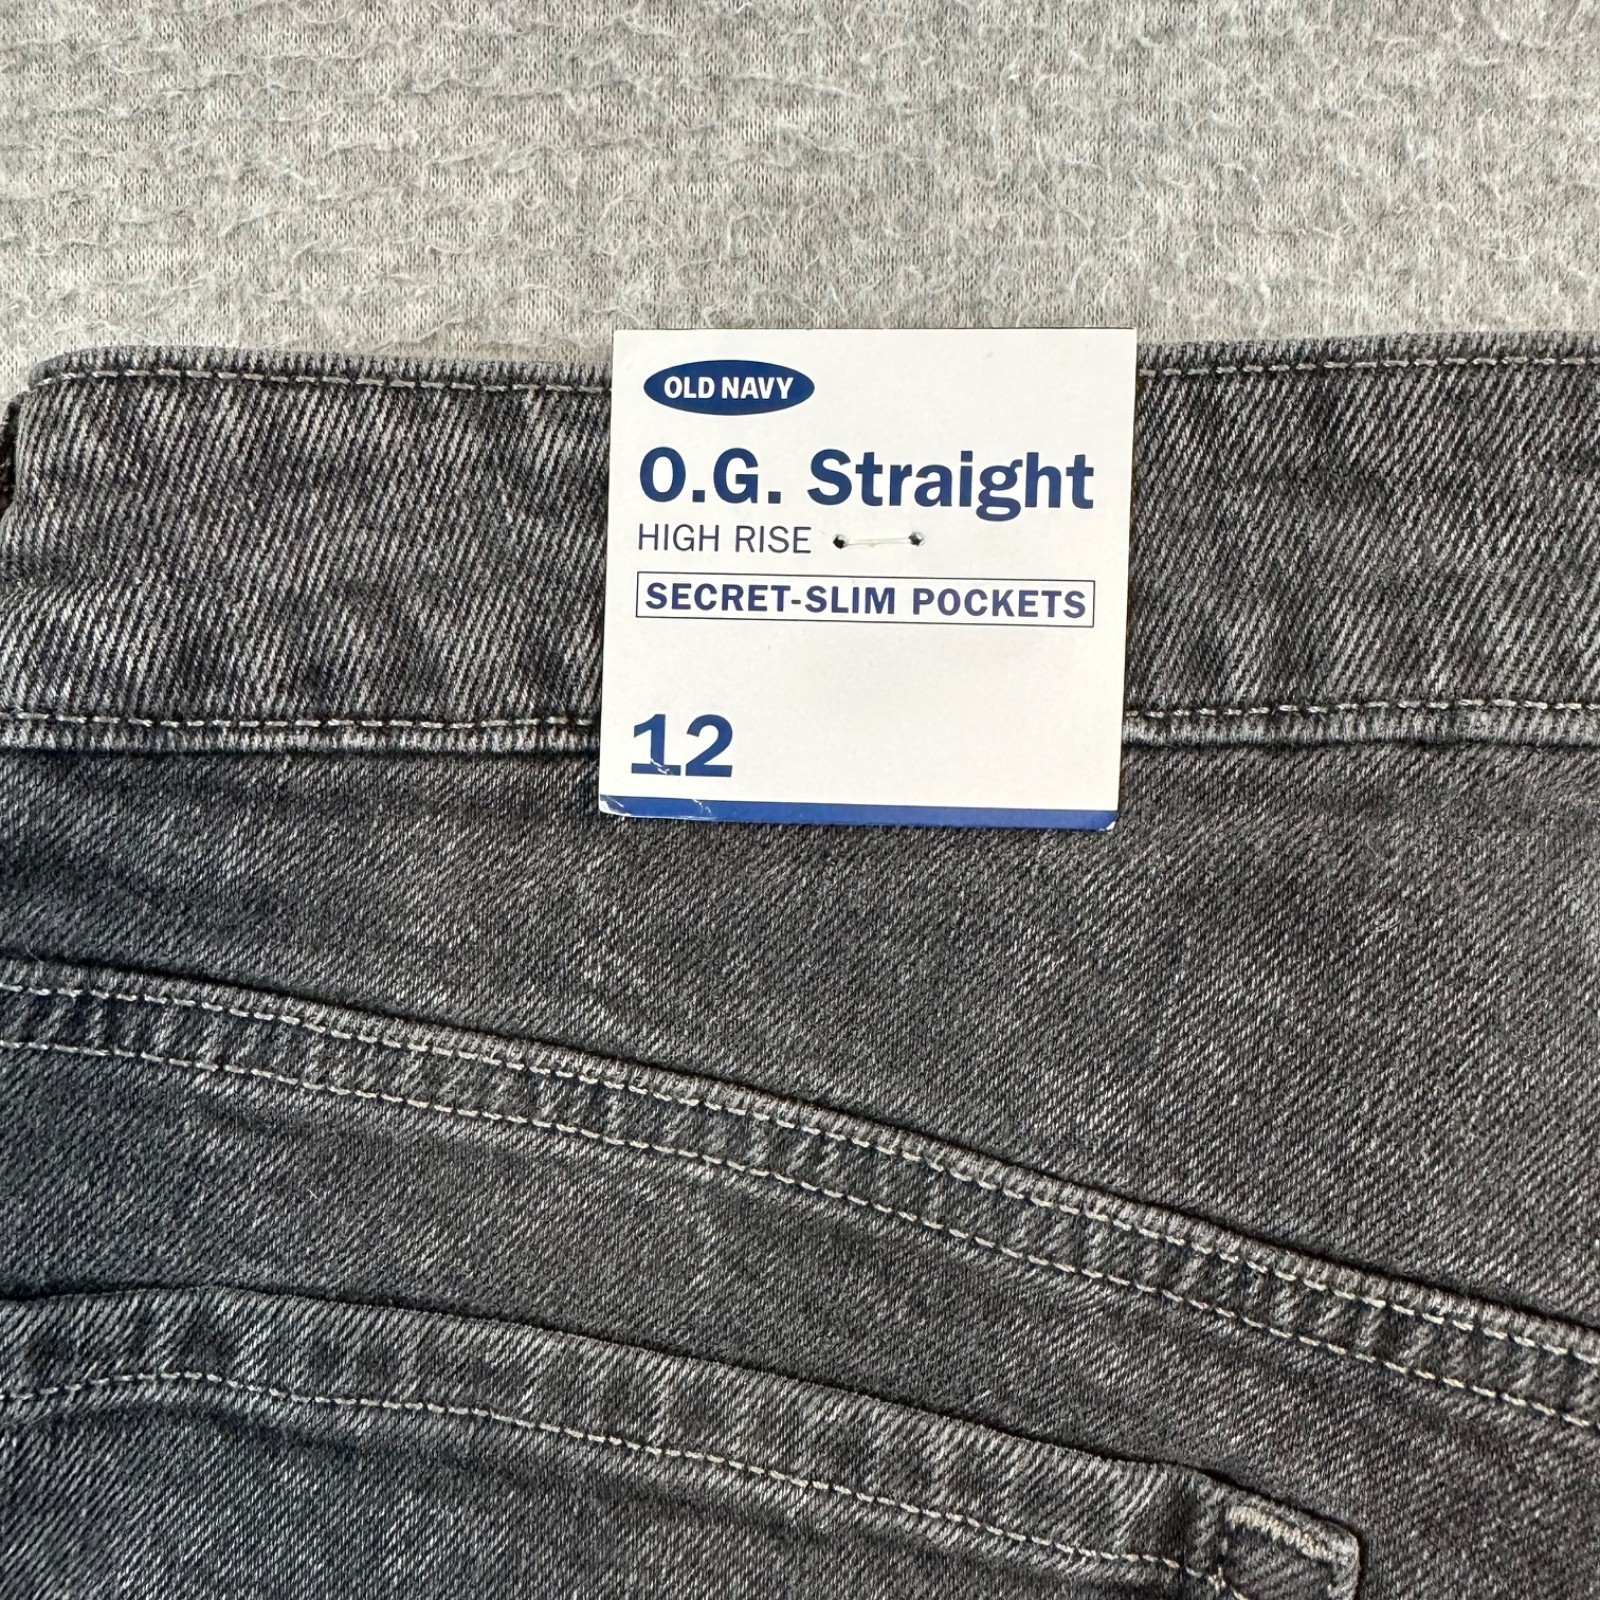 OLD NAVY
O.G. Straight
HIGH RISE
SECRET-SLIM POCKETS
12